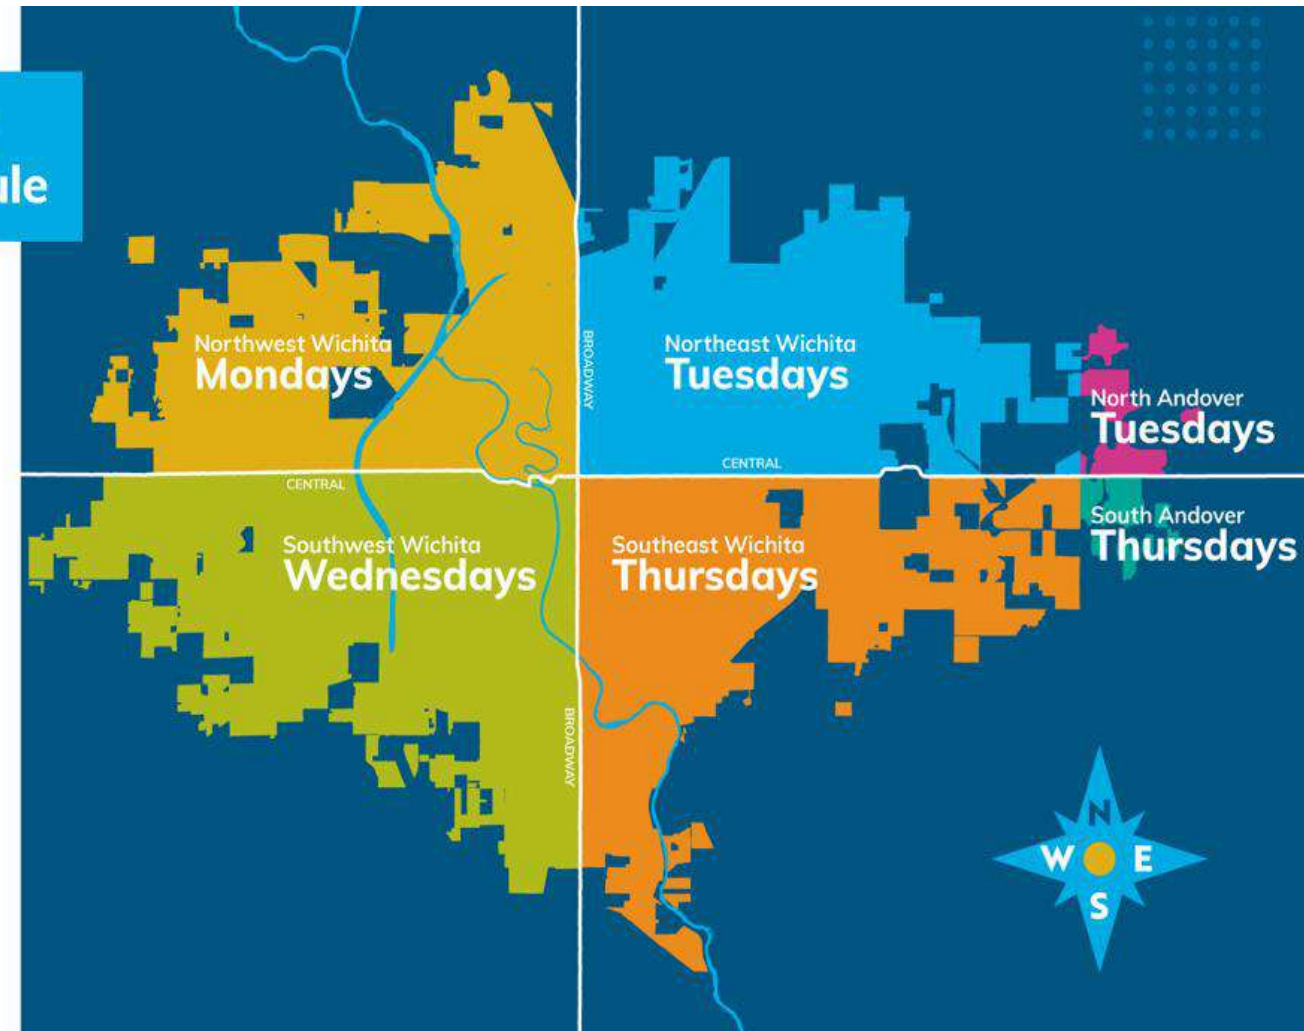 ule
Northwest Wichita
Mondays
BROADWAY
Northeast Wichita
Tuesdays
North Andover
Tuesdays
CENTRAL
CENTRAL
Southwest Wichita
Wednesdays
Southeast Wichita
Thursdays
South Andover
Thursdays
BROADWAY
N
W E
S